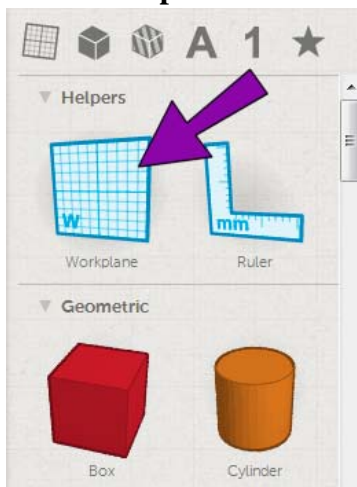 A 1
Helpers
W mm
Workplane Ruler
Geometric
Box Cylinder